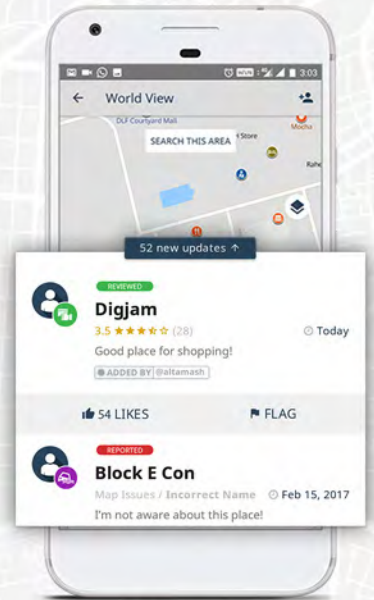 3:03
World View
DLF Courtyard Mall
Store
Mocha
SEARCH THIS AREA
Rahe
52 new updates ↑
REVIEWED
Digjam
3.5 ★★★⯪☆ (28)
Today
Good place for shopping!
ADDED BY @altamash
54 LIKES
FLAG
REPORTED
Block E Con
Map Issues / Incorrect Name
Feb 15, 2017
I'm not aware about this place!